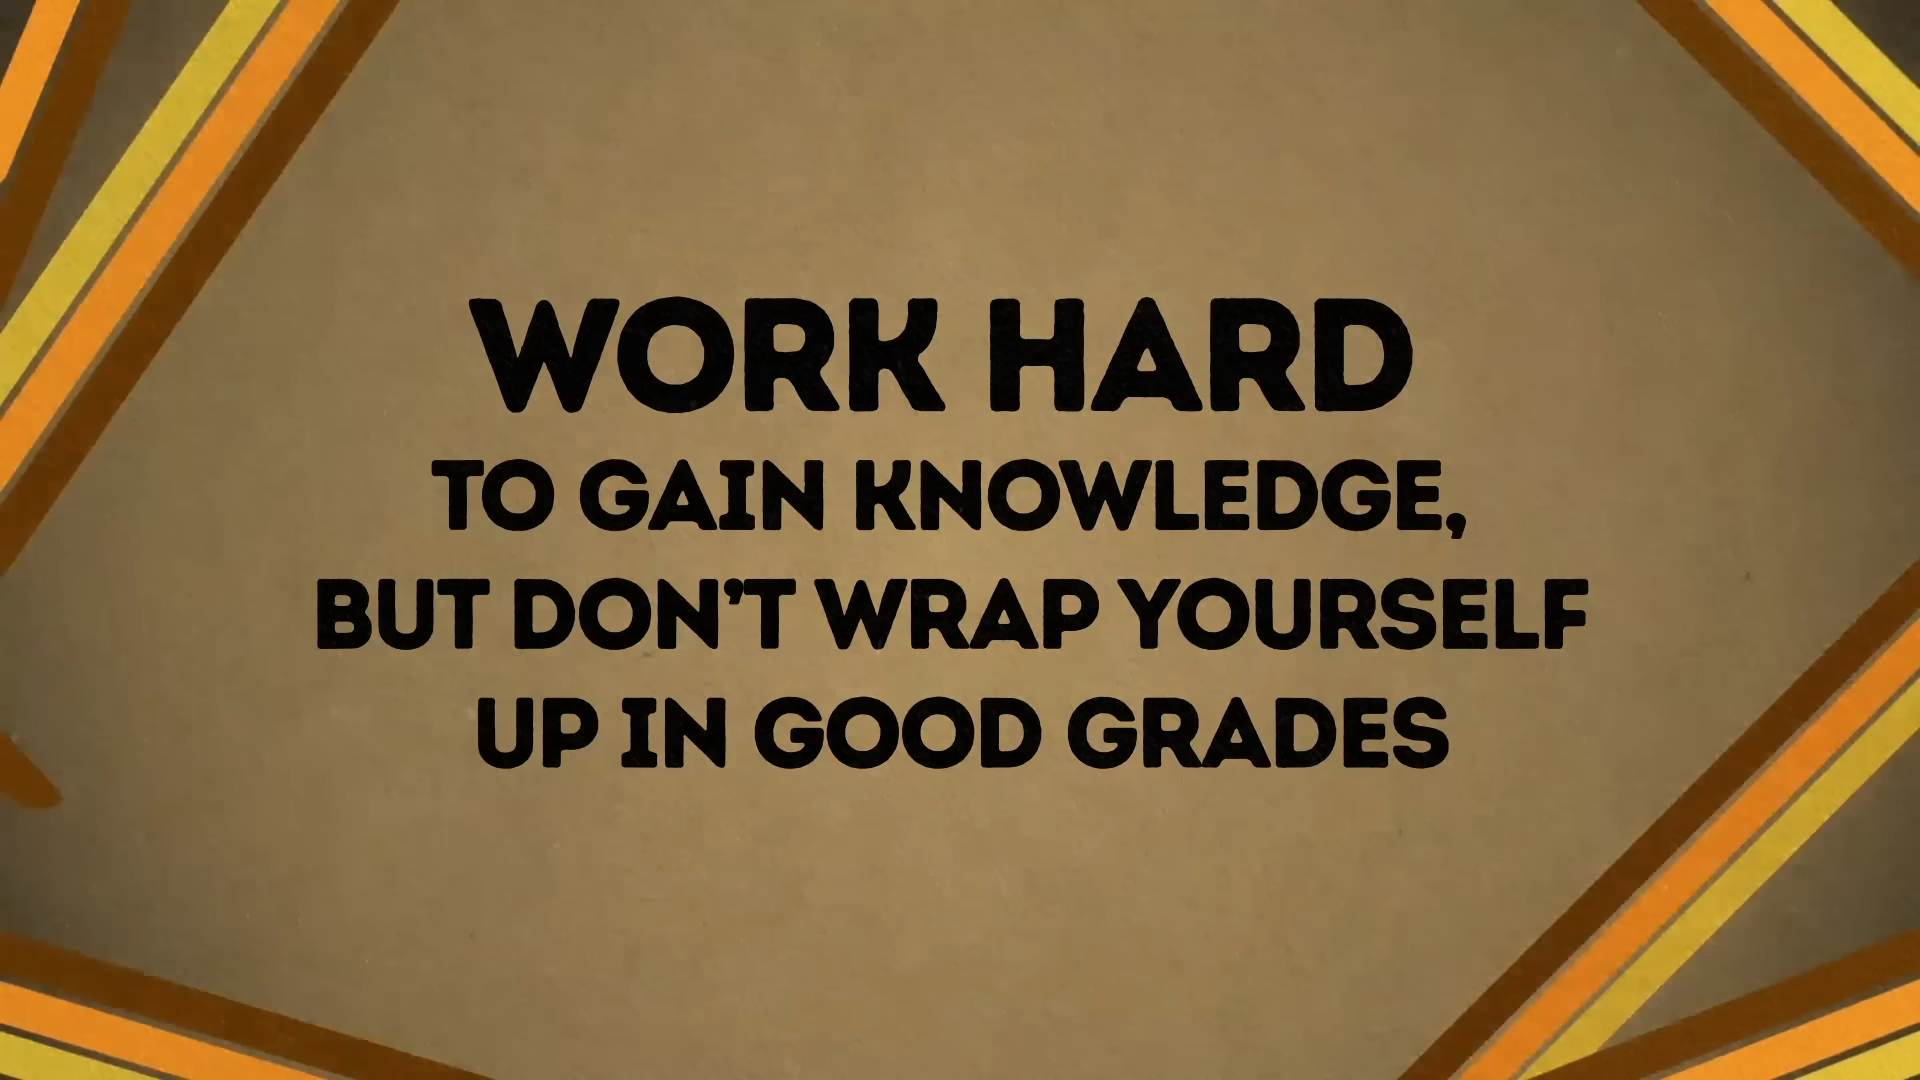 WORK HARD
TO GAIN KNOWLEDGE,
BUT DON’T WRAP YOURSELF
UP IN GOOD GRADES